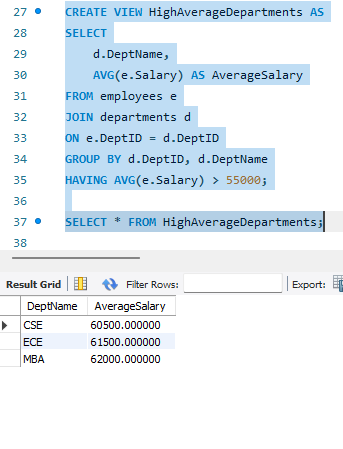 27 CREATE VIEW HighAverageDepartments AS
28 SELECT
29 d.DeptName,
30 AVG(e.Salary) AS AverageSalary
31 FROM employees e
32 JOIN departments d
33 ON e.DeptID = d.DeptID
34 GROUP BY d.DeptID, d.DeptName
35 HAVING AVG(e.Salary) > 55000;
36
37 SELECT * FROM HighAverageDepartments;
38
Result Grid Filter Rows: Export:
DeptName AverageSalary
CSE 60500.000000
ECE 61500.000000
MBA 62000.000000